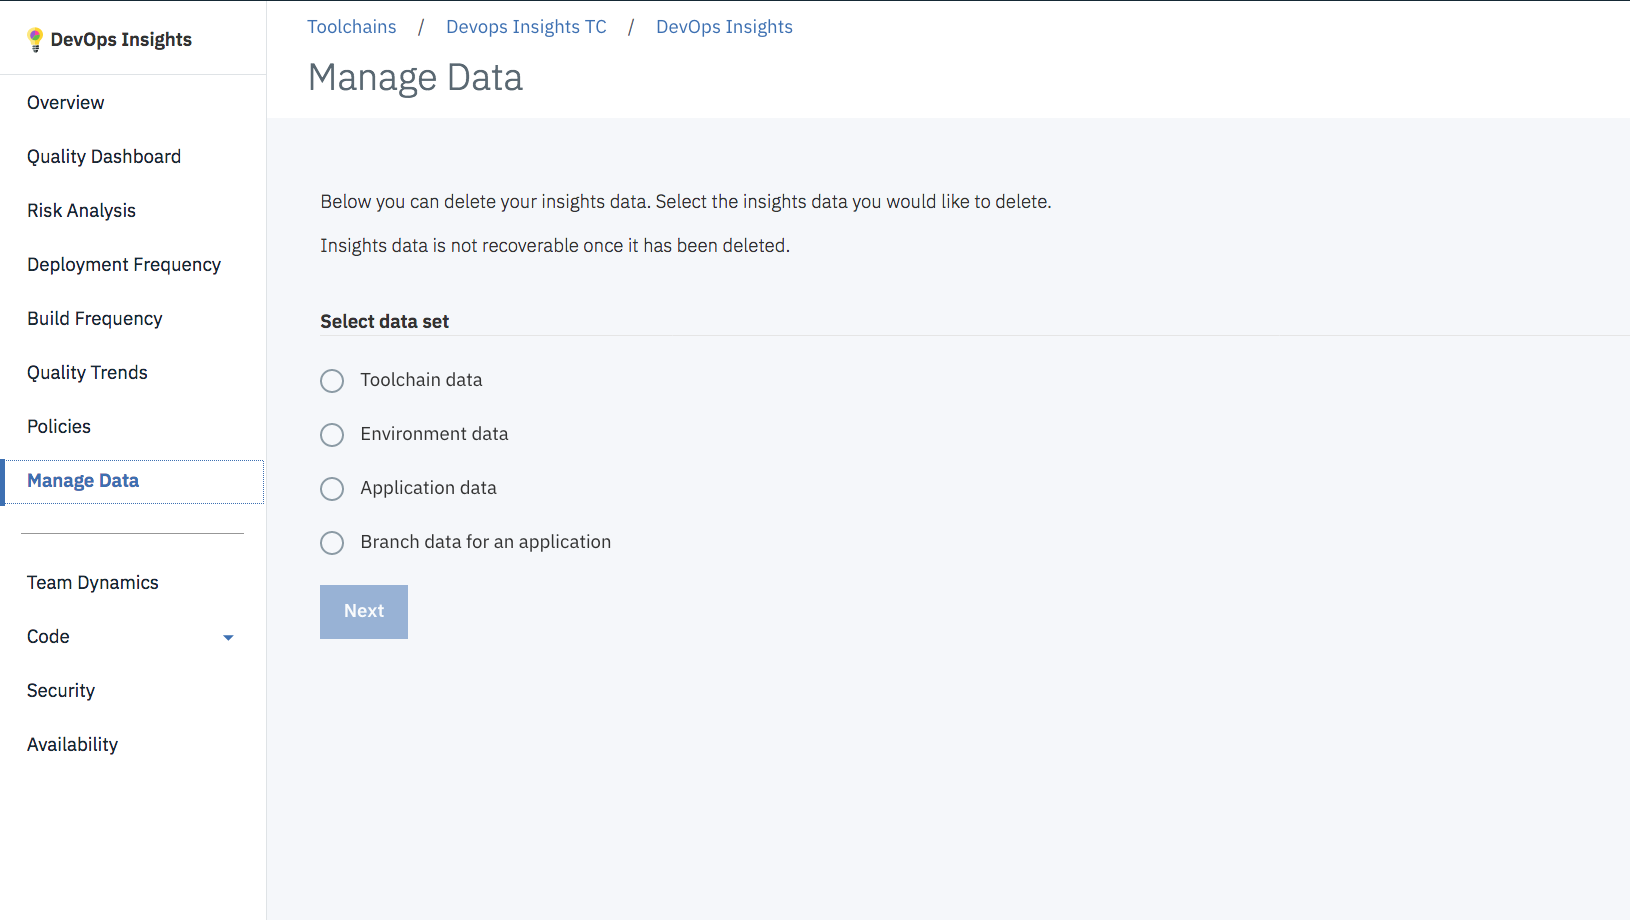 DevOps Insights
Overview
Quality Dashboard
Risk Analysis
Deployment Frequency
Build Frequency
Quality Trends
Policies
Manage Data
Team Dynamics
Code
Security
Availability
Toolchains / Devops Insights TC / DevOps Insights
Manage Data
Below you can delete your insights data. Select the insights data you would like to delete.
Insights data is not recoverable once it has been deleted.
Select data set
Toolchain data
Environment data
Application data
Branch data for an application
Next